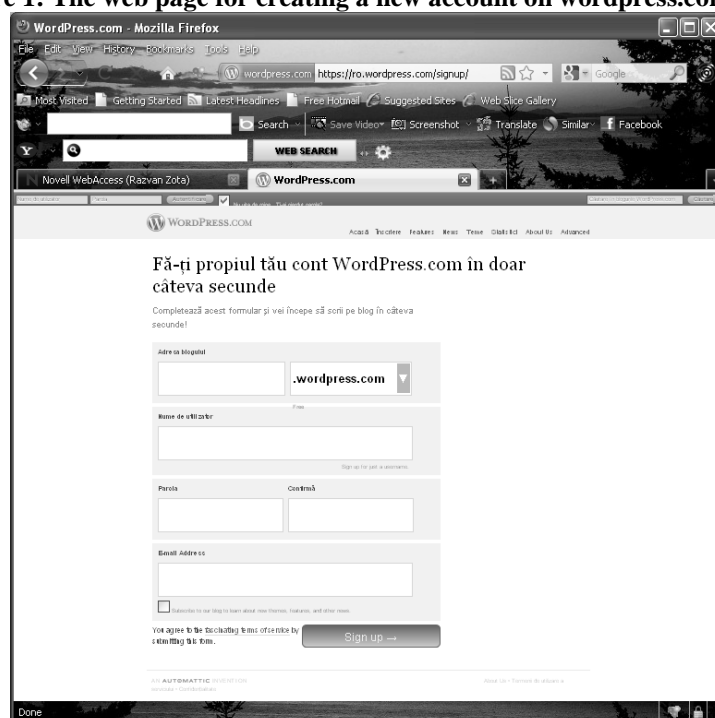 e 1: The web page for creating a new account on wordpress.co
WordPress.com - Mozilla Firefox
File Edit View History Bookmarks Tools Help
wordpress.com https://ro.wordpress.com/signup/ Google
Most Visited Getting Started Latest Headlines Free Hotmail Suggested Sites Web Slice Gallery
Search Save Video Screenshot Translate Similar Facebook
WEB SEARCH
Novell WebAccess (Razvan Zota) WordPress.com
WORDPRESS.COM
Acasă Înscriere Features News Teme Statistici About Us Advanced
Fă-ți propiul tău cont WordPress.com în doar
câteva secunde
Completează acest formular și vei începe să scrii pe blog în câteva
secunde!
Adresa blogului
.wordpress.com
Free
Nume de utilizator
Sign up for just a username.
Parola Confirmă
Email Address
Subscribe to our blog to learn about new themes, features, and other news.
You agree to the fascinating terms of service by
submitting this form.
Sign up →
AN AUTOMATTIC INVENTION
Done